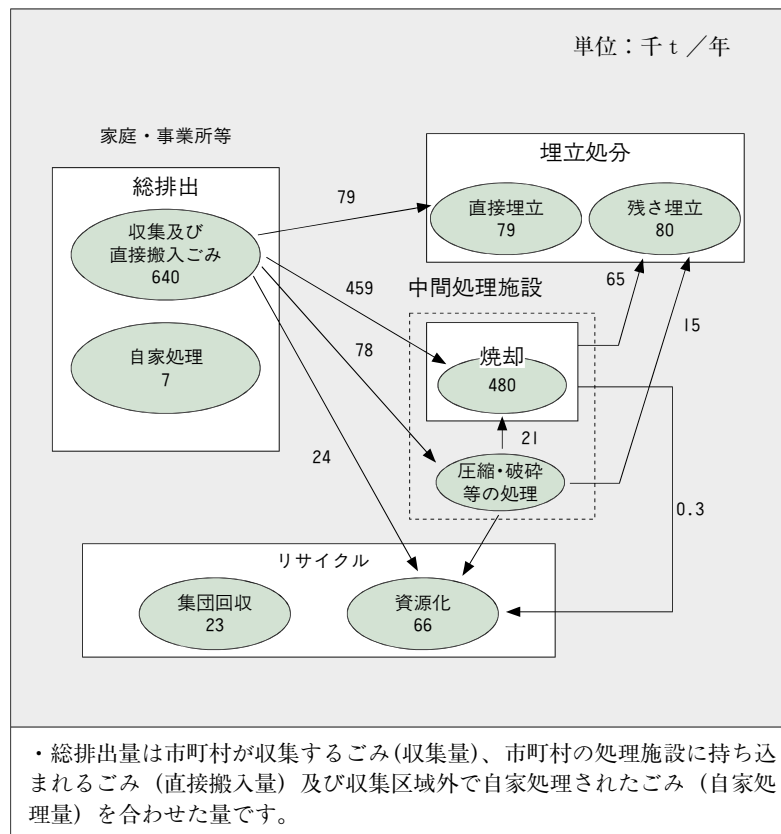 単位：千ｔ／年
家庭・事業所等
総排出
収集及び
直接搬入ごみ
640
自家処理
7
79
459
78
24
埋立処分
直接埋立
79
残さ埋立
80
中間処理施設
65
15
焼却
480
21
圧縮・破砕
等の処理
0.3
リサイクル
集団回収
23
資源化
66
・総排出量は市町村が収集するごみ(収集量)、市町村の処理施設に持ち込
まれるごみ（直接搬入量）及び収集区域外で自家処理されたごみ（自家処
理量）を合わせた量です。